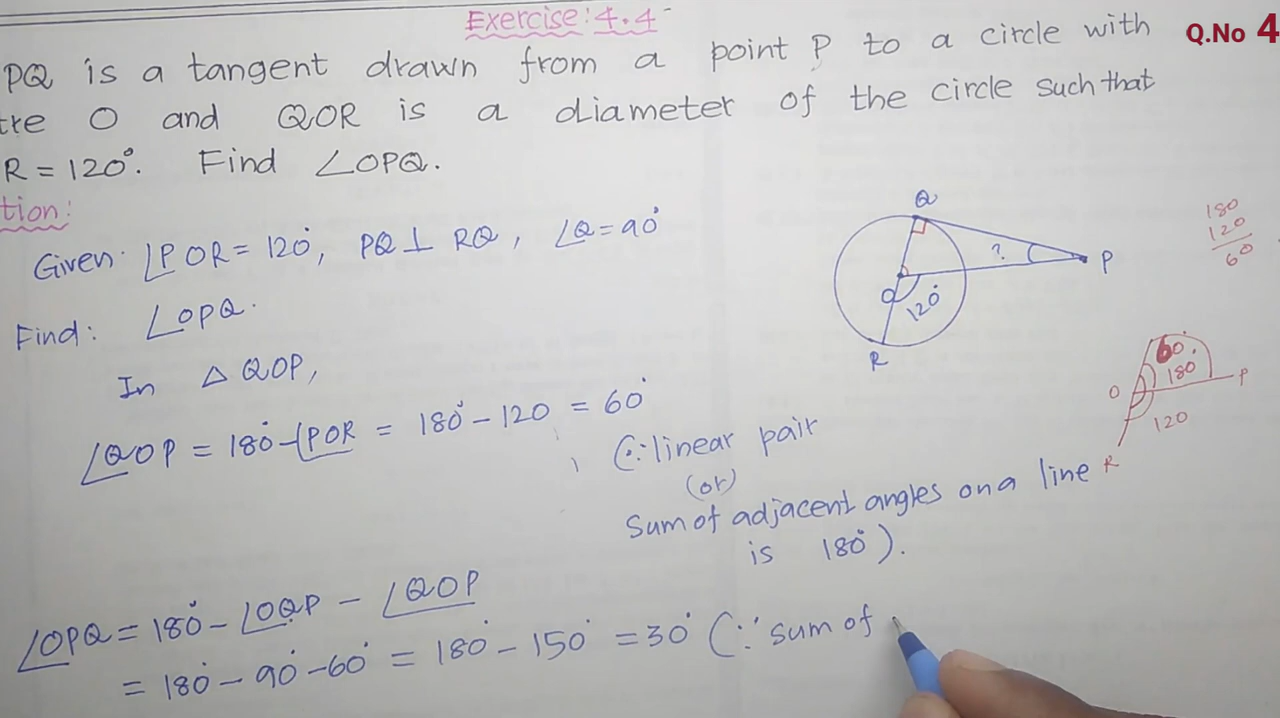 Exercise: 4.4
Q.No 4
PQ is a tangent drawn from a point P to a circle with
tre O and QOR is a diameter of the circle such that
R = 120°. Find ∠OPQ.
tion:
Given: ∠POR = 120°, PQ ⊥ RQ, ∠Q = 90°
Find: ∠OPQ.
In △ QOP,
∠QOP = 180° - ∠POR = 180° - 120 = 60°
(∵ linear pair
(or)
Sum of adjacent angles on a line
is 180°).
∠OPQ = 180° - ∠OQP - ∠QOP
= 180° - 90° - 60° = 180° - 150° = 30° (∵ sum of
Q
?
P
O
120°
R
180
120
60
60°
180
O
P
120
R